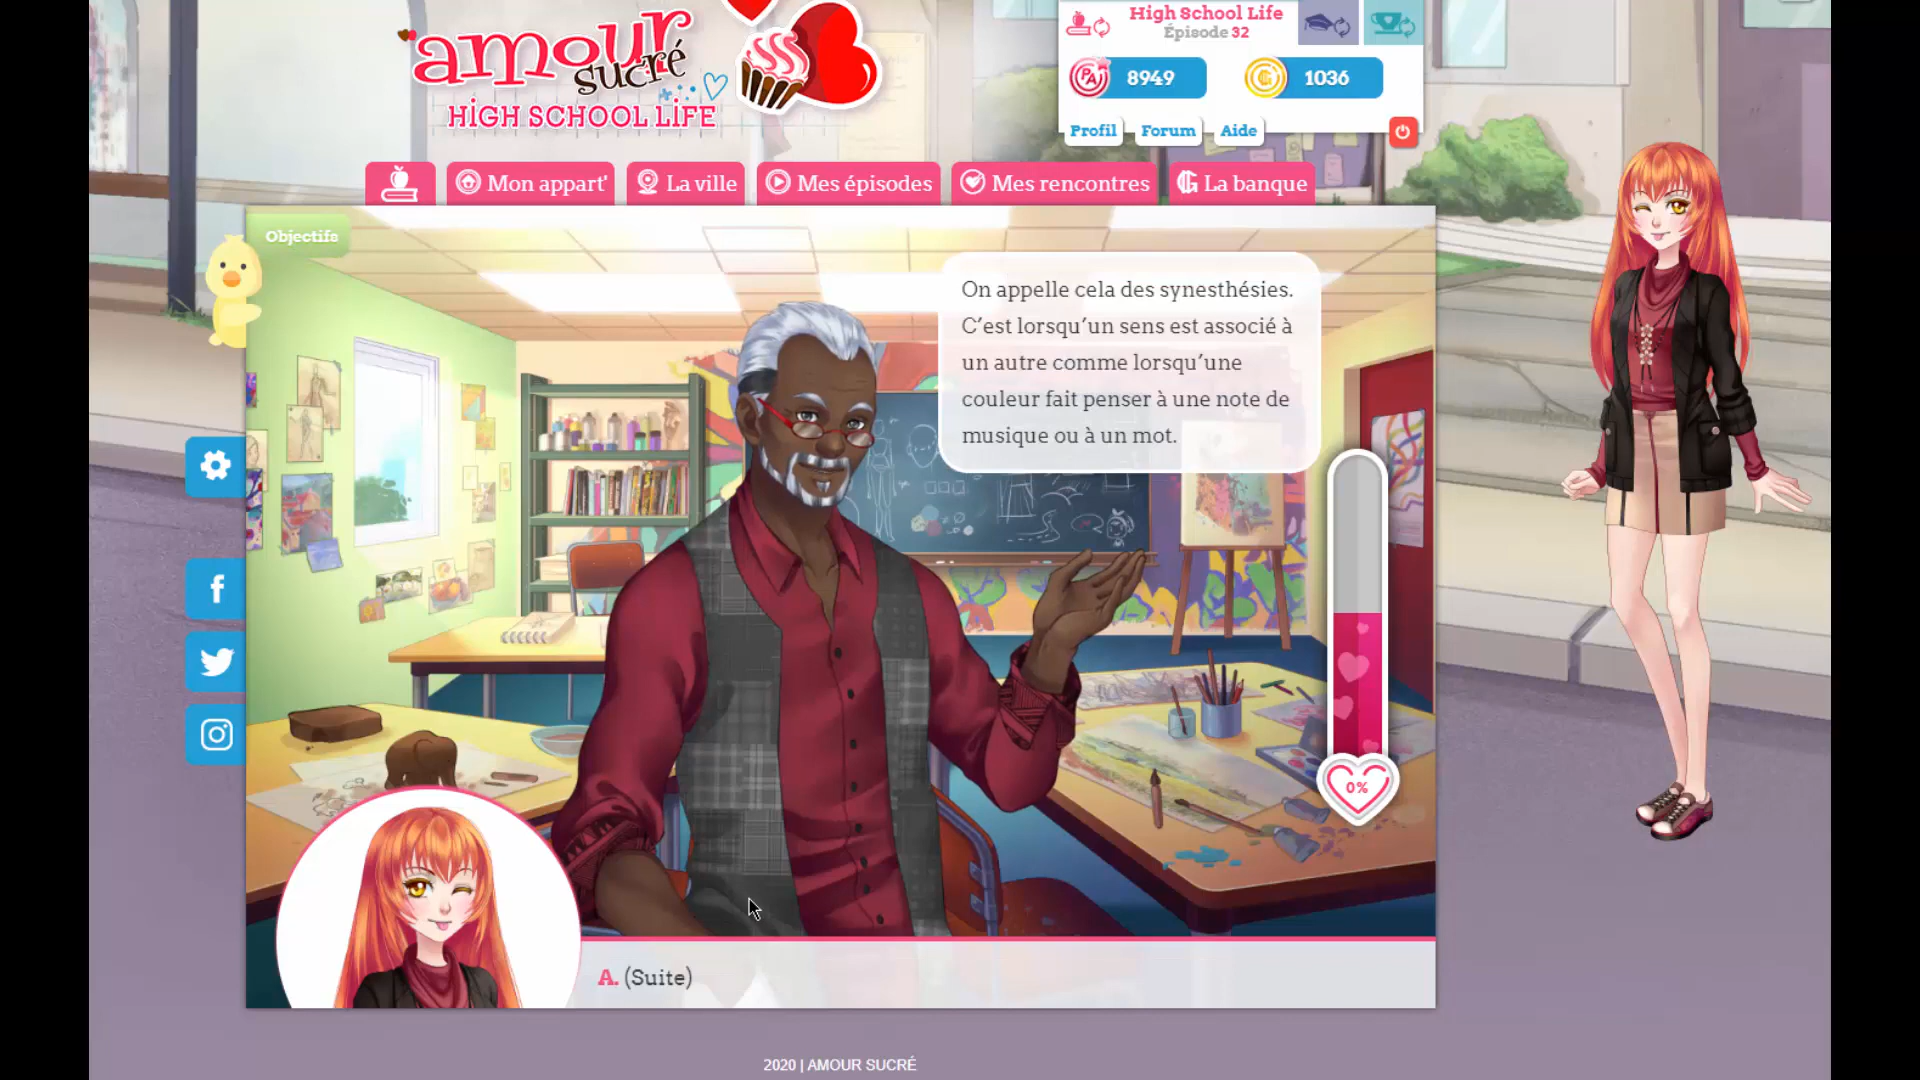 amour
sucré
HIGH SCHOOL LIFE
High School Life
Épisode 32
8949
1036
Profil
Forum
Aide
Mon appart'
La ville
Mes épisodes
Mes rencontres
La banque
Objectifs
On appelle cela des synesthésies.
C’est lorsqu’un sens est associé à
un autre comme lorsqu’une
couleur fait penser à une note de
musique ou à un mot.
0%
A. (Suite)
2020 | AMOUR SUCRÉ